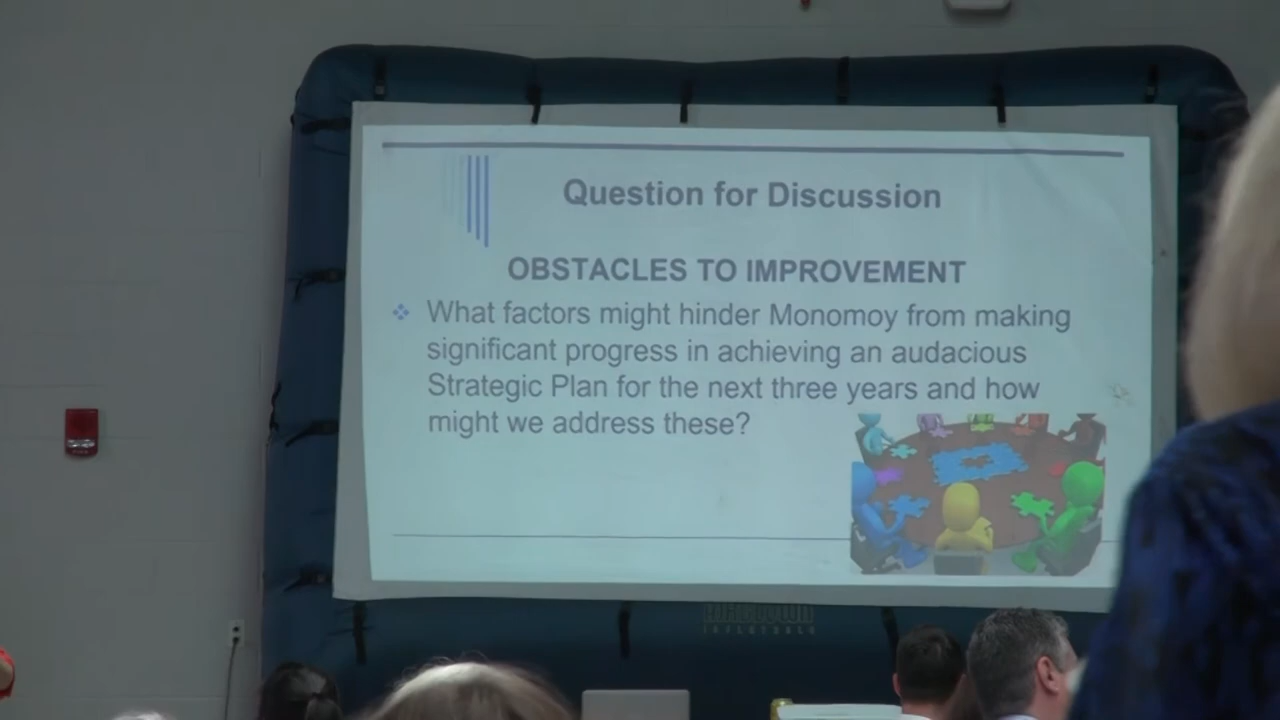 Question for Discussion
OBSTACLES TO IMPROVEMENT
What factors might hinder Monomoy from making
significant progress in achieving an audacious
Strategic Plan for the next three years and how
might we address these?